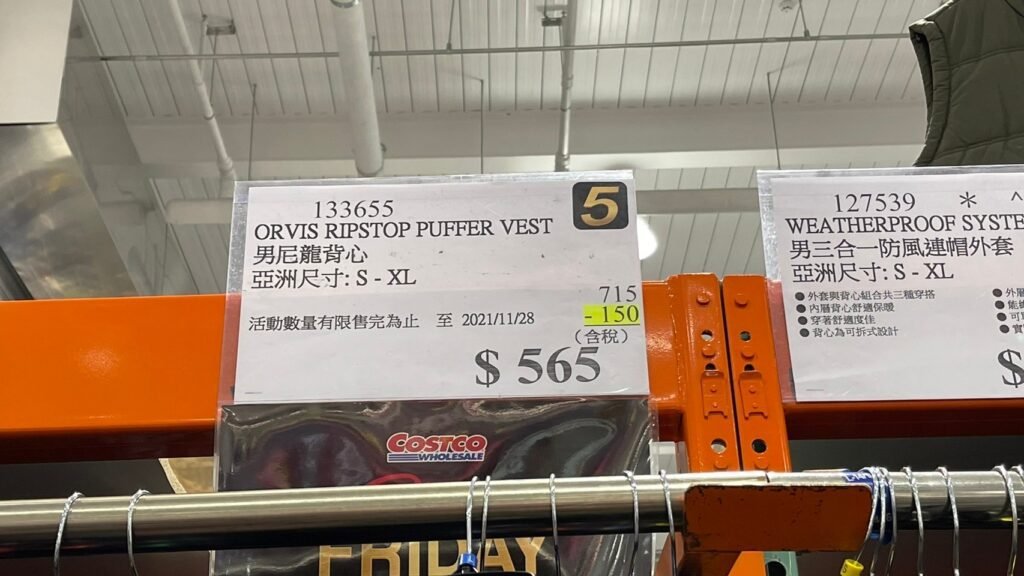 133655
5
ORVIS RIPSTOP PUFFER VEST
男尼龍背心
亞洲尺寸: S - XL
715
-150
活動數量有限售完為止 至 2021/11/28
(含稅)
$ 565
COSTCO
WHOLESALE
FRIDAY
127539 * ^
WEATHERPROOF SYSTE
男三合一防風連帽外套
亞洲尺寸: S - XL
●外套與背心組合共三種穿搭
●內層背心舒適保暖
●穿著舒適度佳
●背心為可拆式設計
$